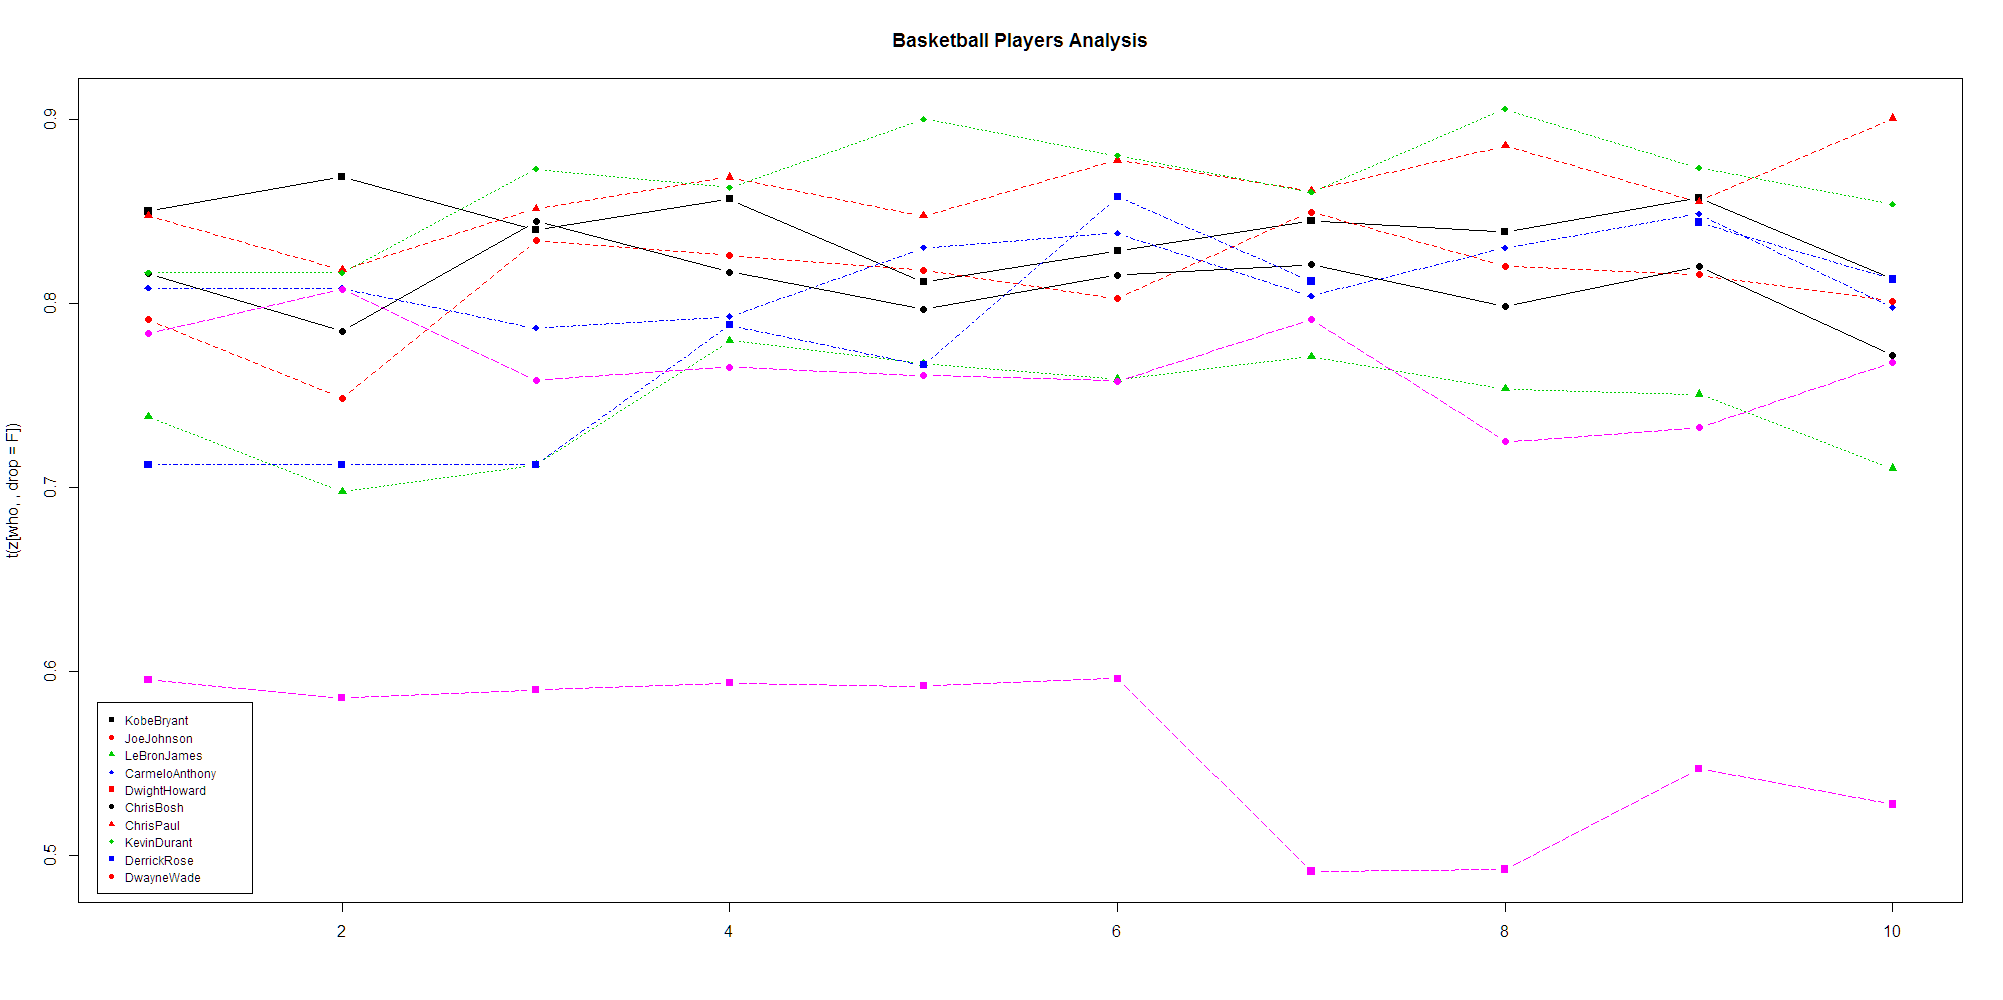 Basketball Players Analysis
t(z[who, , drop = F])
0.9
0.8
0.7
0.6
0.5
KobeBryant
JoeJohnson
LeBronJames
CarmeloAnthony
DwightHoward
ChrisBosh
ChrisPaul
KevinDurant
DerrickRose
DwayneWade
2
4
6
8
10